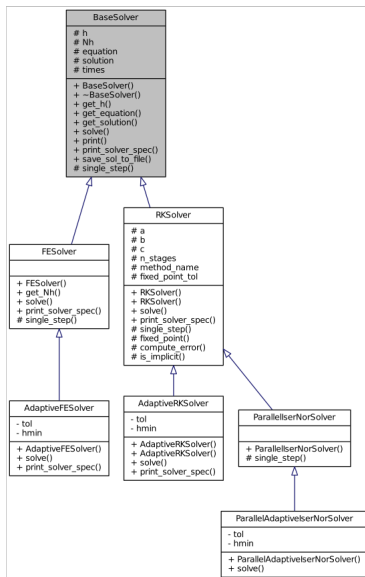 BaseSolver
# h
# Nh
# equation
# solution
# times
+ BaseSolver()
+ ~BaseSolver()
+ get_h()
+ get_equation()
+ get_solution()
+ solve()
+ print()
+ print_solver_spec()
+ save_sol_to_file()
# single_step()
FESolver
+ FESolver()
+ get_Nh()
+ solve()
+ print_solver_spec()
# single_step()
RKSolver
# a
# b
# c
# n_stages
# method_name
# fixed_point_tol
+ RKSolver()
+ RKSolver()
+ solve()
+ print_solver_spec()
# single_step()
# fixed_point()
# compute_error()
# is_implicit()
AdaptiveFESolver
- tol
- hmin
+ AdaptiveFESolver()
+ solve()
+ print_solver_spec()
AdaptiveRKSolver
- tol
- hmin
+ AdaptiveRKSolver()
+ AdaptiveRKSolver()
+ solve()
+ print_solver_spec()
ParallelIserNorSolver
+ ParallelIserNorSolver()
# single_step()
ParallelAdaptiveIserNorSolver
- tol
- hmin
+ ParallelAdaptiveIserNorSolver()
+ solve()